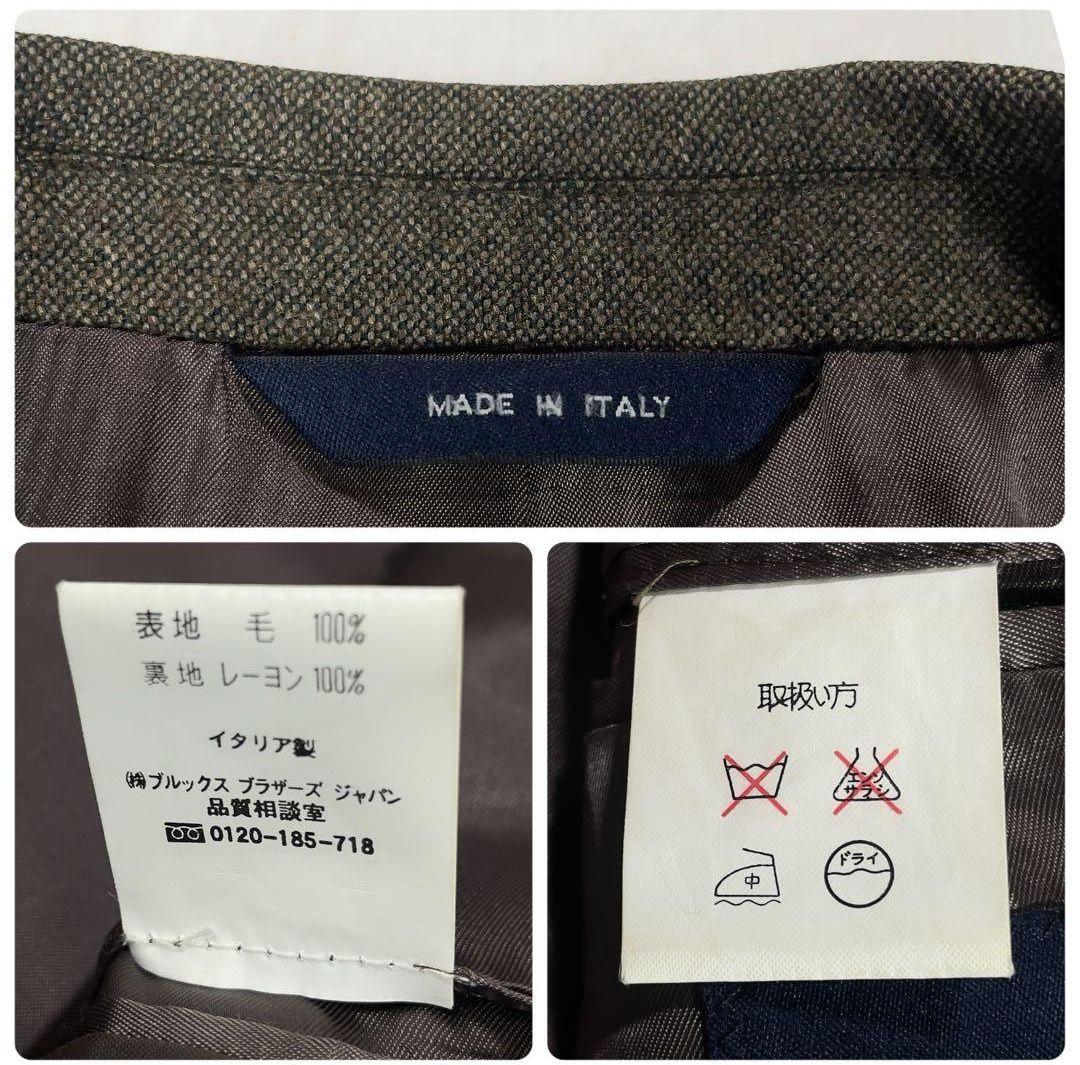 MADE IN ITALY
表地 毛 100%
裏地 レーヨン 100%
イタリア製
㈱ブルックス ブラザーズ ジャパン
品質相談室
0120-185-718
取扱い方
エンソ
サラシ
中
ドライ